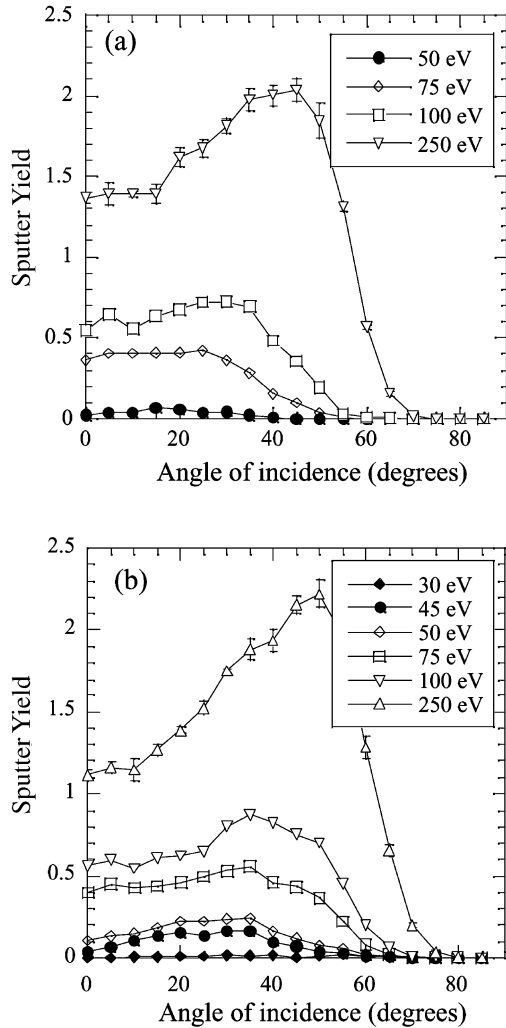 (a)
50 eV
75 eV
100 eV
250 eV
2.5
2
1.5
1
0.5
0
Sputter Yield
0 20 40 60 80
Angle of incidence (degrees)
(b)
30 eV
45 eV
50 eV
75 eV
100 eV
250 eV
2.5
2
1.5
1
0.5
0
Sputter Yield
0 20 40 60 80
Angle of incidence (degrees)